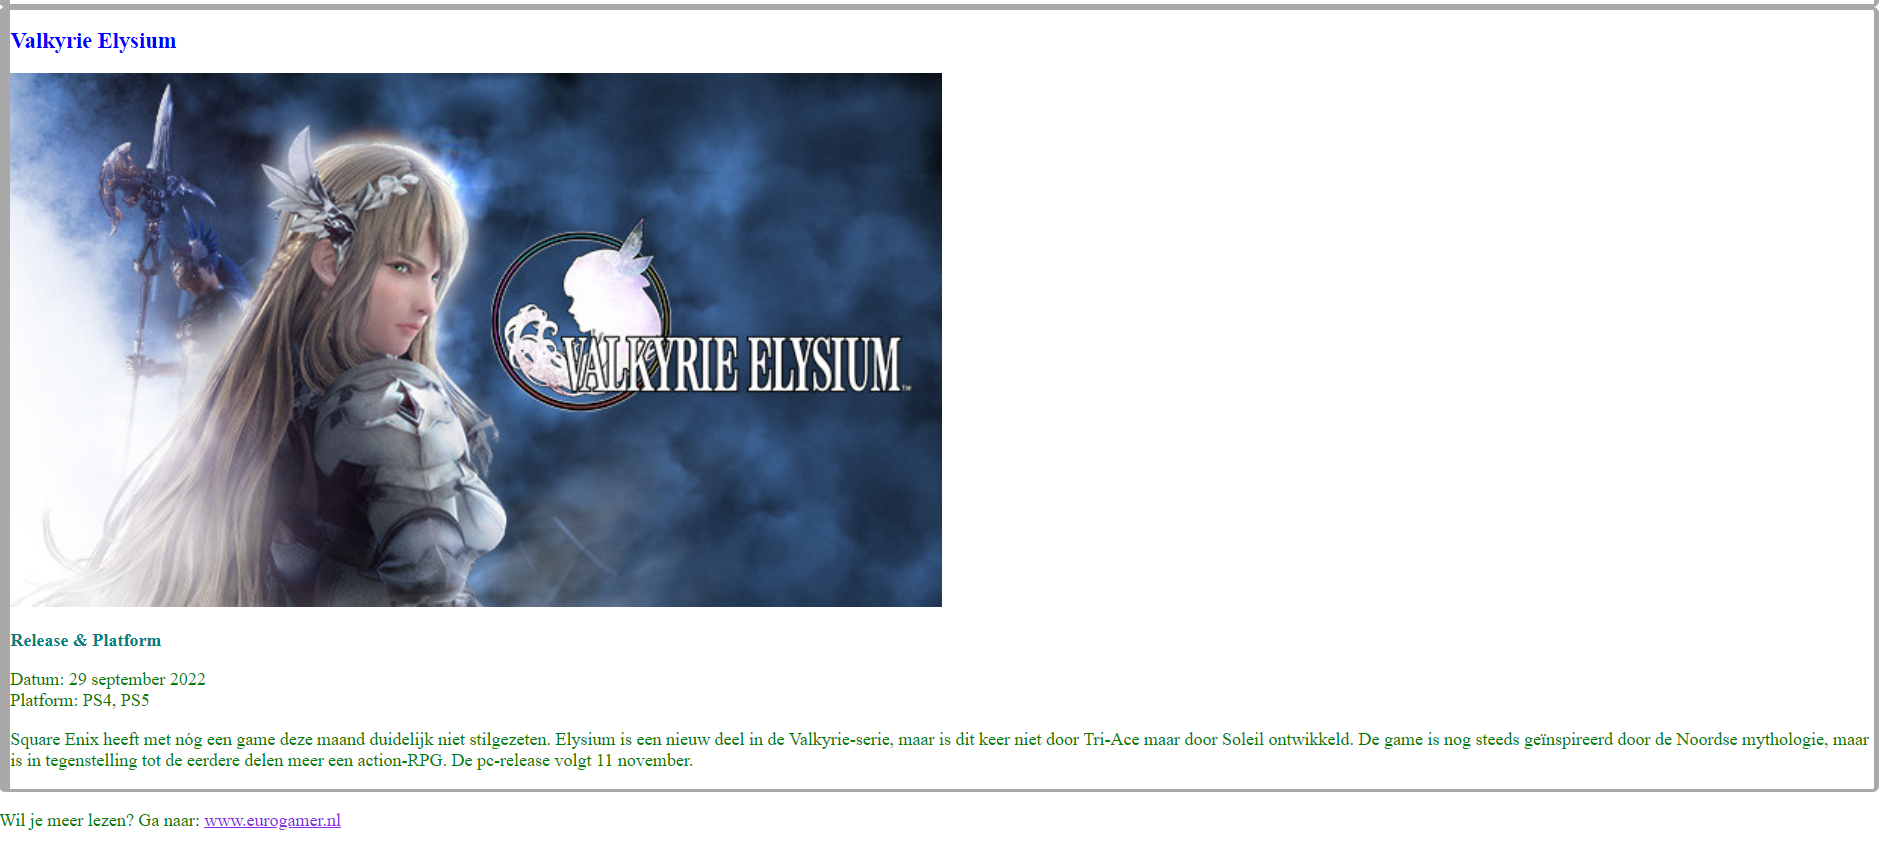 Valkyrie Elysium
VALKYRIE ELYSIUM™
Release & Platform
Datum: 29 september 2022
Platform: PS4, PS5
Square Enix heeft met nóg een game deze maand duidelijk niet stilgezeten. Elysium is een nieuw deel in de Valkyrie-serie, maar is dit keer niet door Tri-Ace maar door Soleil ontwikkeld. De game is nog steeds geïnspireerd door de Noordse mythologie, maar
is in tegenstelling tot de eerdere delen meer een action-RPG. De pc-release volgt 11 november.
Wil je meer lezen? Ga naar: www.eurogamer.nl